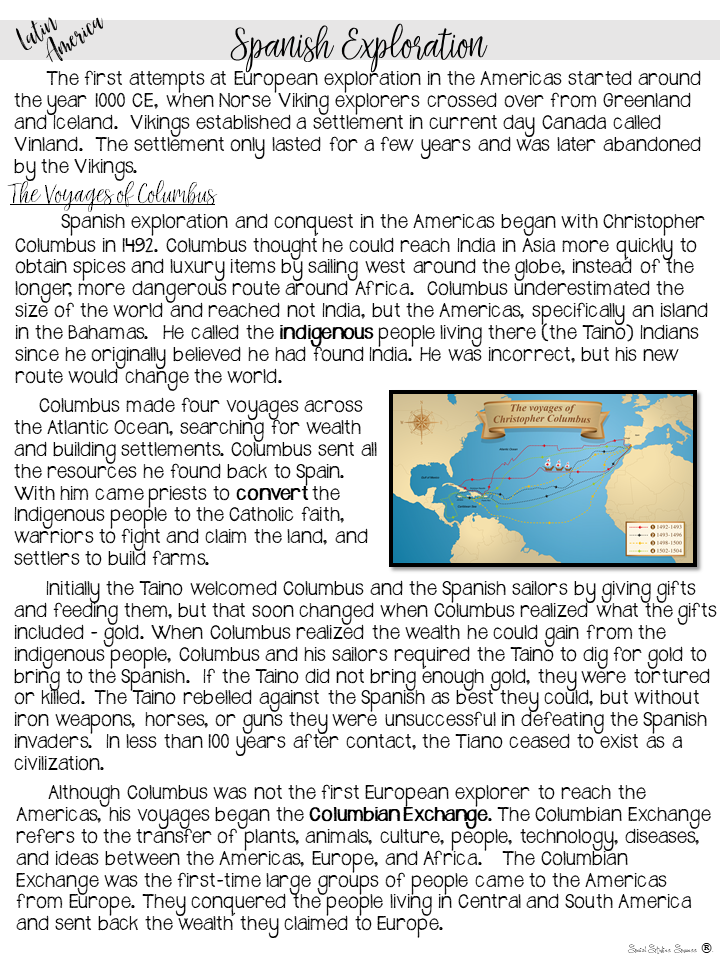 Latin
America
Spanish Exploration
The first attempts at European exploration in the Americas started around
the year 1000 CE, when Norse Viking explorers crossed over from Greenland
and Iceland. Vikings established a settlement in current day Canada called
Vinland. The settlement only lasted for a few years and was later abandoned
by the Vikings.
The Voyages of Columbus
Spanish exploration and conquest in the Americas began with Christopher
Columbus in 1492. Columbus thought he could reach India in Asia more quickly to
obtain spices and luxury items by sailing west around the globe, instead of the
longer, more dangerous route around Africa. Columbus underestimated the
size of the world and reached not India, but the Americas, specifically an island
in the Bahamas. He called the indigenous people living there (the Taino) Indians
since he originally believed he had found India. He was incorrect, but his new
route would change the world.
Columbus made four voyages across
the Atlantic Ocean, searching for wealth
and building settlements. Columbus sent all
the resources he found back to Spain.
With him came priests to convert the
Indigenous people to the Catholic faith,
warriors to fight and claim the land, and
settlers to build farms.
The voyages of
Christopher Columbus
1 1492-1493
2 1493-1496
3 1498-1500
4 1502-1504
Initially the Taino welcomed Columbus and the Spanish sailors by giving gifts
and feeding them, but that soon changed when Columbus realized what the gifts
included - gold. When Columbus realized the wealth he could gain from the
indigenous people, Columbus and his sailors required the Taino to dig for gold to
bring to the Spanish. If the Taino did not bring enough gold, they were tortured
or killed. The Taino rebelled against the Spanish as best they could, but without
iron weapons, horses, or guns they were unsuccessful in defeating the Spanish
invaders. In less than 100 years after contact, the Tiano ceased to exist as a
civilization.
Although Columbus was not the first European explorer to reach the
Americas, his voyages began the Columbian Exchange. The Columbian Exchange
refers to the transfer of plants, animals, culture, people, technology, diseases,
and ideas between the Americas, Europe, and Africa. The Columbian
Exchange was the first-time large groups of people came to the Americas
from Europe. They conquered the people living in Central and South America
and sent back the wealth they claimed to Europe.
®